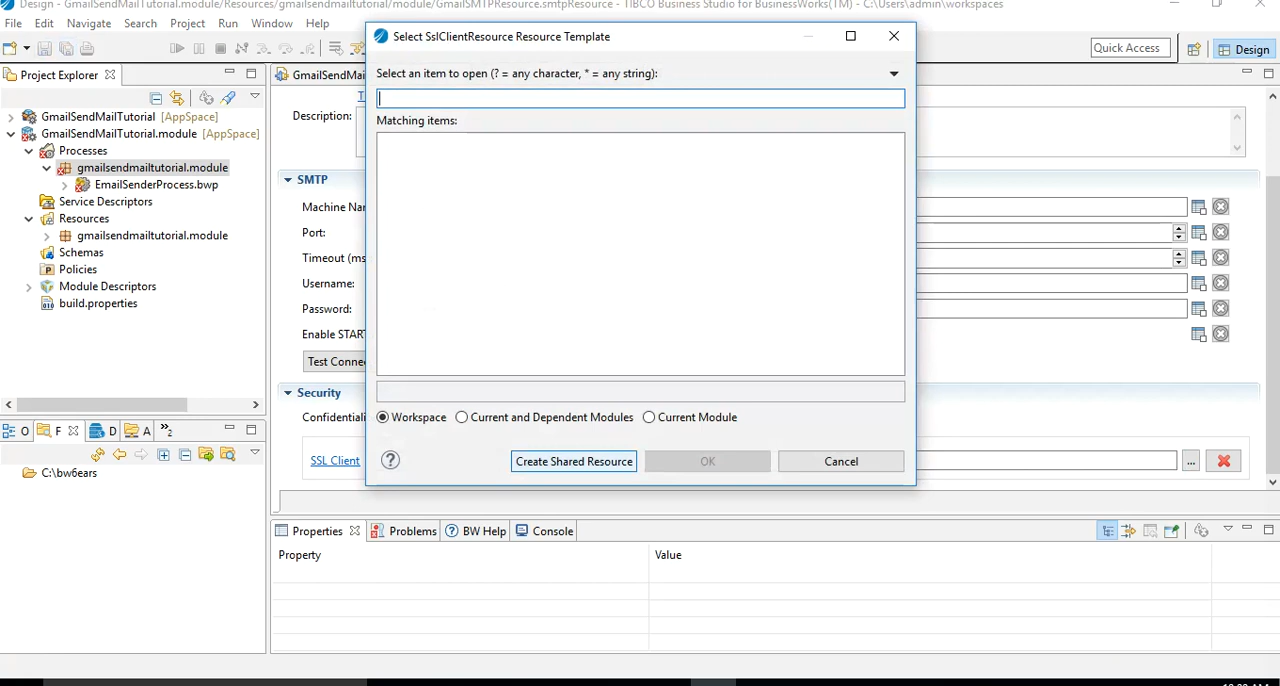 Design - GmailSendMailTutorial.module/Resources/gmailsendmailtutorial/module/GmailSMTPResource.smtpResource - TIBCO Business Studio for BusinessWorks(TM) - C:\Users\admin\workspaces
File Edit Navigate Search Project Run Window Help
Quick Access
Design
Project Explorer
GmailSendMailTutorial [AppSpace]
GmailSendMailTutorial.module [AppSpace]
Processes
gmailsendmailtutorial.module
EmailSenderProcess.bwp
Service Descriptors
Resources
gmailsendmailtutorial.module
Schemas
Policies
Module Descriptors
build.properties
O F D A »2
C:\bw6ears
GmailSendMai
Description:
SMTP
Machine Na
Port:
Timeout (ms
Username:
Password:
Enable START
Test Conne
Security
Confidentiali
SSL Client
...
Select SslClientResource Resource Template
Select an item to open (? = any character, * = any string):
Matching items:
Workspace Current and Dependent Modules Current Module
Create Shared Resource OK Cancel
Properties Problems BW Help Console
Property Value